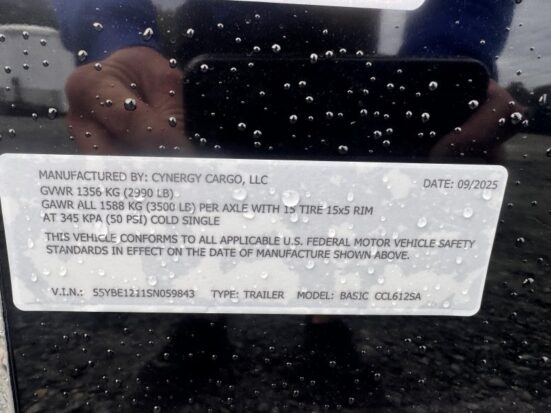 MANUFACTURED BY: CYNERGY CARGO, LLC DATE: 09/2025
GVWR 1356 KG (2990 LB)
GAWR ALL 1588 KG (3500 LB) PER AXLE WITH 15 TIRE 15x5 RIM
AT 345 KPA (50 PSI) COLD SINGLE
THIS VEHICLE CONFORMS TO ALL APPLICABLE U.S. FEDERAL MOTOR VEHICLE SAFETY
STANDARDS IN EFFECT ON THE DATE OF MANUFACTURE SHOWN ABOVE.
V.I.N.: 55YBE1211SN059843 TYPE: TRAILER MODEL: BASIC CCL612SA